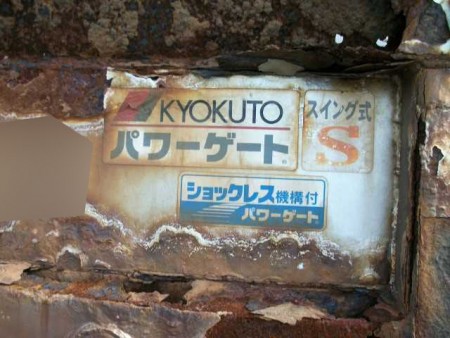 KYOKUTO
パワーゲート
スイング式
S
ショックレス機構付
パワーゲート